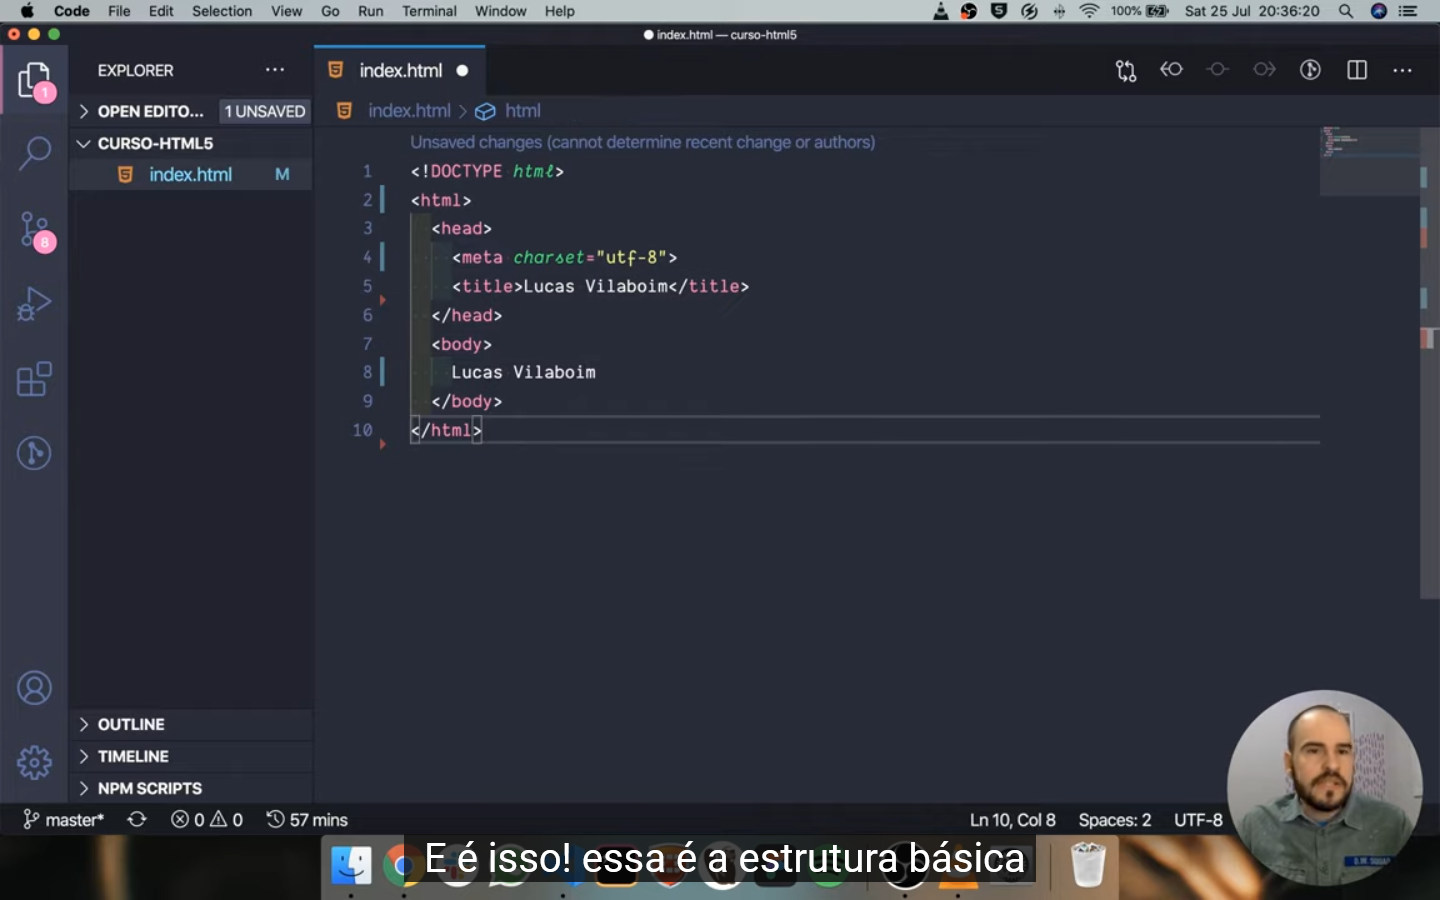 Code File Edit Selection View Go Run Terminal Window Help 100% Sat 25 Jul 20:36:20
index.html — curso-html5
EXPLORER
index.html
1
OPEN EDITO... 1 UNSAVED
index.html > html
CURSO-HTML5
index.html M
8
Unsaved changes (cannot determine recent change or authors)
1 <!DOCTYPE html>
2 <html>
3 <head>
4 <meta charset="utf-8">
5 <title>Lucas Vilaboim</title>
6 </head>
7 <body>
8 Lucas Vilaboim
9 </body>
10 </html>
OUTLINE
TIMELINE
NPM SCRIPTS
master* 0 0 57 mins Ln 10, Col 8 Spaces: 2 UTF-8
E é isso! essa é a estrutura básica